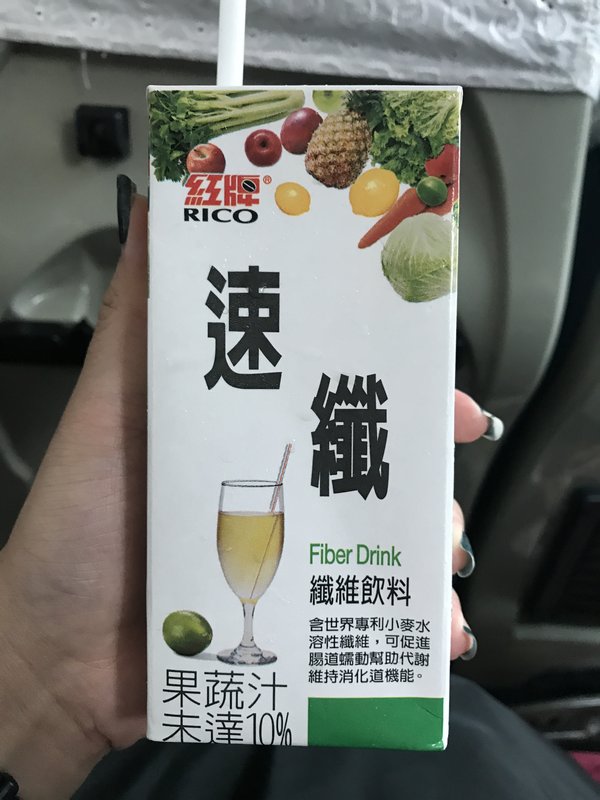 紅牌®
RICO
速
纖
Fiber Drink
纖維飲料
含世界專利小麥水
溶性纖維，可促進
腸道蠕動幫助代謝
維持消化道機能。
果蔬汁
未達10%